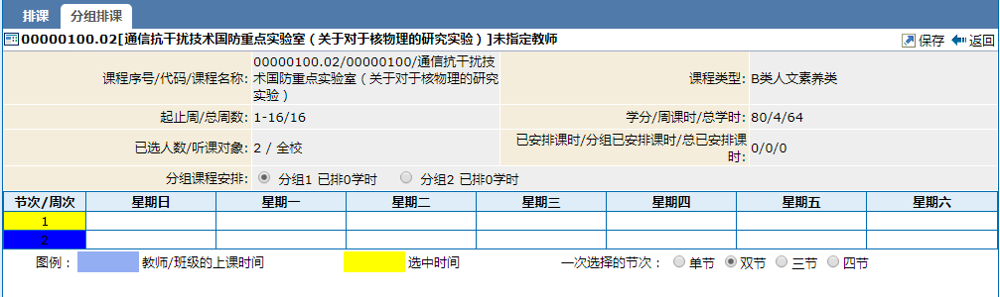 排课 分组排课
00000100.02[通信抗干扰技术国防重点实验室（关于对于核物理的研究实验）]未指定教师 保存 返回
课程序号/代码/课程名称: 00000100.02/00000100/通信抗干扰技
术国防重点实验室（关于对于核物理的研究
实验） 课程类型: B类人文素养类
起止周/总周数: 1-16/16 学分/周课时/总学时: 80/4/64
已选人数/听课对象: 2 / 全校 已安排课时/分组已安排课时/总已安排课
时: 0/0/0
分组课程安排: 分组1 已排0学时 分组2 已排0学时
节次/周次 星期日 星期一 星期二 星期三 星期四 星期五 星期六
1
2
图例： 教师/班级的上课时间 选中时间 一次选择的节次： 单节 双节 三节 四节